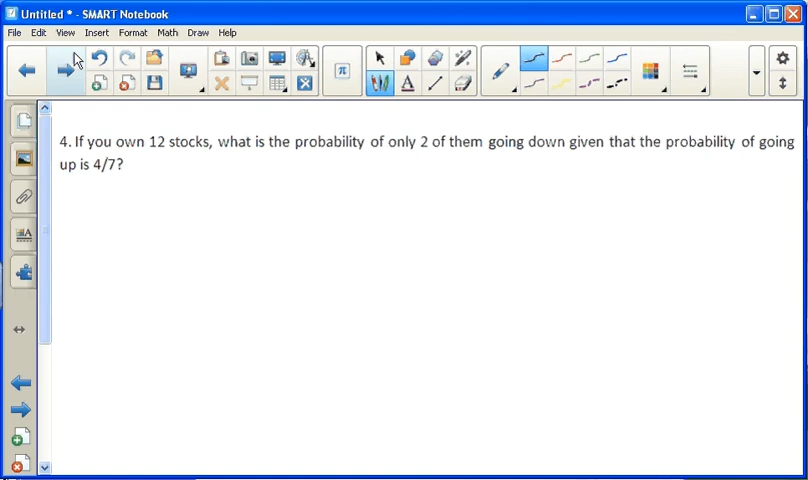 Untitled * - SMART Notebook
File Edit View Insert Format Math Draw Help
4. If you own 12 stocks, what is the probability of only 2 of them going down given that the probability of going
up is 4/7?